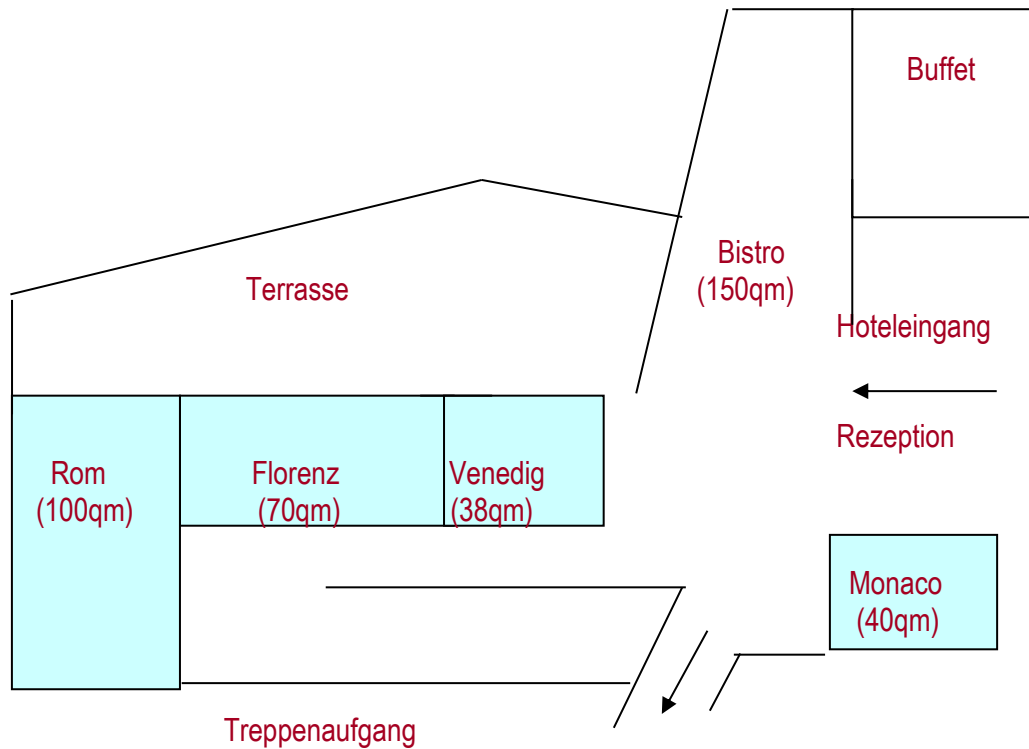 Buffet
Bistro
(150qm)
Terrasse
Hoteleingang
Rezeption
Rom
(100qm)
Florenz
(70qm)
Venedig
(38qm)
Monaco
(40qm)
Treppenaufgang